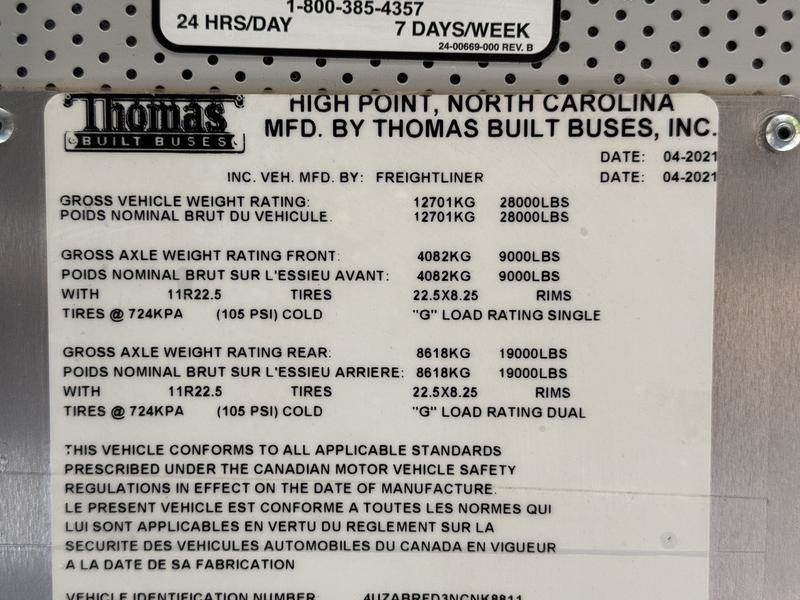 1-800-385-4357
24 HRS/DAY 7 DAYS/WEEK
24-00669-000 REV. B
Thomas
BUILT BUSES
HIGH POINT, NORTH CAROLINA
MFD. BY THOMAS BUILT BUSES, INC.
DATE: 04-2021
INC. VEH. MFD. BY: FREIGHTLINER DATE: 04-2021
GROSS VEHICLE WEIGHT RATING: 12701KG 28000LBS
POIDS NOMINAL BRUT DU VEHICULE. 12701KG 28000LBS
GROSS AXLE WEIGHT RATING FRONT: 4082KG 9000LBS
POIDS NOMINAL BRUT SUR L'ESSIEU AVANT: 4082KG 9000LBS
WITH 11R22.5 TIRES 22.5X8.25 RIMS
TIRES @ 724KPA (105 PSI) COLD "G" LOAD RATING SINGLE
GROSS AXLE WEIGHT RATING REAR: 8618KG 19000LBS
POIDS NOMINAL BRUT SUR L'ESSIEU ARRIERE: 8618KG 19000LBS
WITH 11R22.5 TIRES 22.5X8.25 RIMS
TIRES @ 724KPA (105 PSI) COLD "G" LOAD RATING DUAL
THIS VEHICLE CONFORMS TO ALL APPLICABLE STANDARDS
PRESCRIBED UNDER THE CANADIAN MOTOR VEHICLE SAFETY
REGULATIONS IN EFFECT ON THE DATE OF MANUFACTURE.
LE PRESENT VEHICLE EST CONFORME A TOUTES LES NORMES QUI
LUI SONT APPLICABLES EN VERTU DU REGLEMENT SUR LA
SECURITE DES VEHICULES AUTOMOBILES DU CANADA EN VIGUEUR
A LA DATE DE SA FABRICATION
VEHICLE IDENTIFICATION NUMBER: